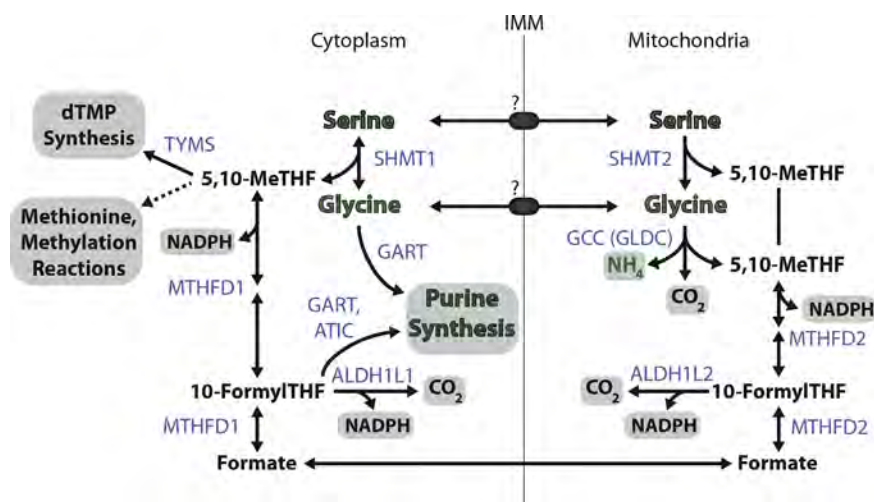 IMM
Cytoplasm
Mitochondria
dTMP
Synthesis
TYMS
Serine
?
Serine
SHMT1
SHMT2
5,10-MeTHF
5,10-MeTHF
Methionine,
Methylation
Reactions
NADPH
Glycine
?
Glycine
GART
GCC (GLDC)
NH4
5,10-MeTHF
CO2
MTHFD1
GART,
ATIC
Purine
Synthesis
NADPH
MTHFD2
10-FormylTHF
ALDH1L1
CO2
NADPH
CO2
ALDH1L2
10-FormylTHF
NADPH
MTHFD1
MTHFD2
Formate
Formate